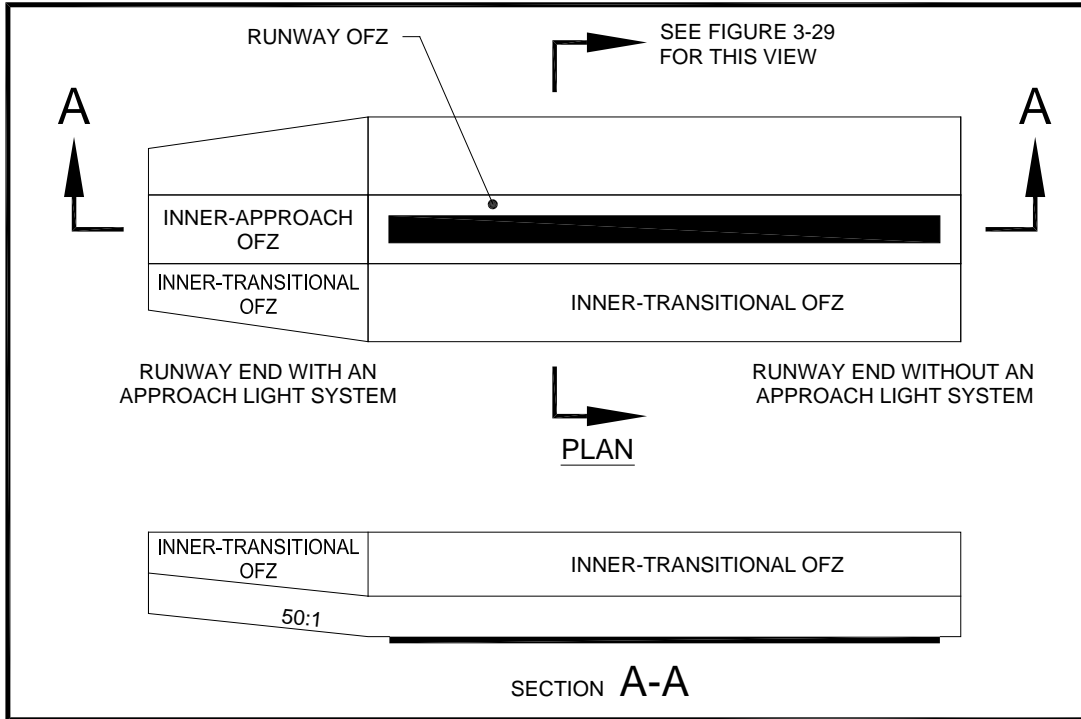 RUNWAY OFZ
SEE FIGURE 3-29
FOR THIS VIEW
A
A
INNER-APPROACH
OFZ
INNER-TRANSITIONAL
OFZ
INNER-TRANSITIONAL OFZ
RUNWAY END WITH AN
APPROACH LIGHT SYSTEM
RUNWAY END WITHOUT AN
APPROACH LIGHT SYSTEM
PLAN
INNER-TRANSITIONAL
OFZ
INNER-TRANSITIONAL OFZ
50:1
SECTION A-A